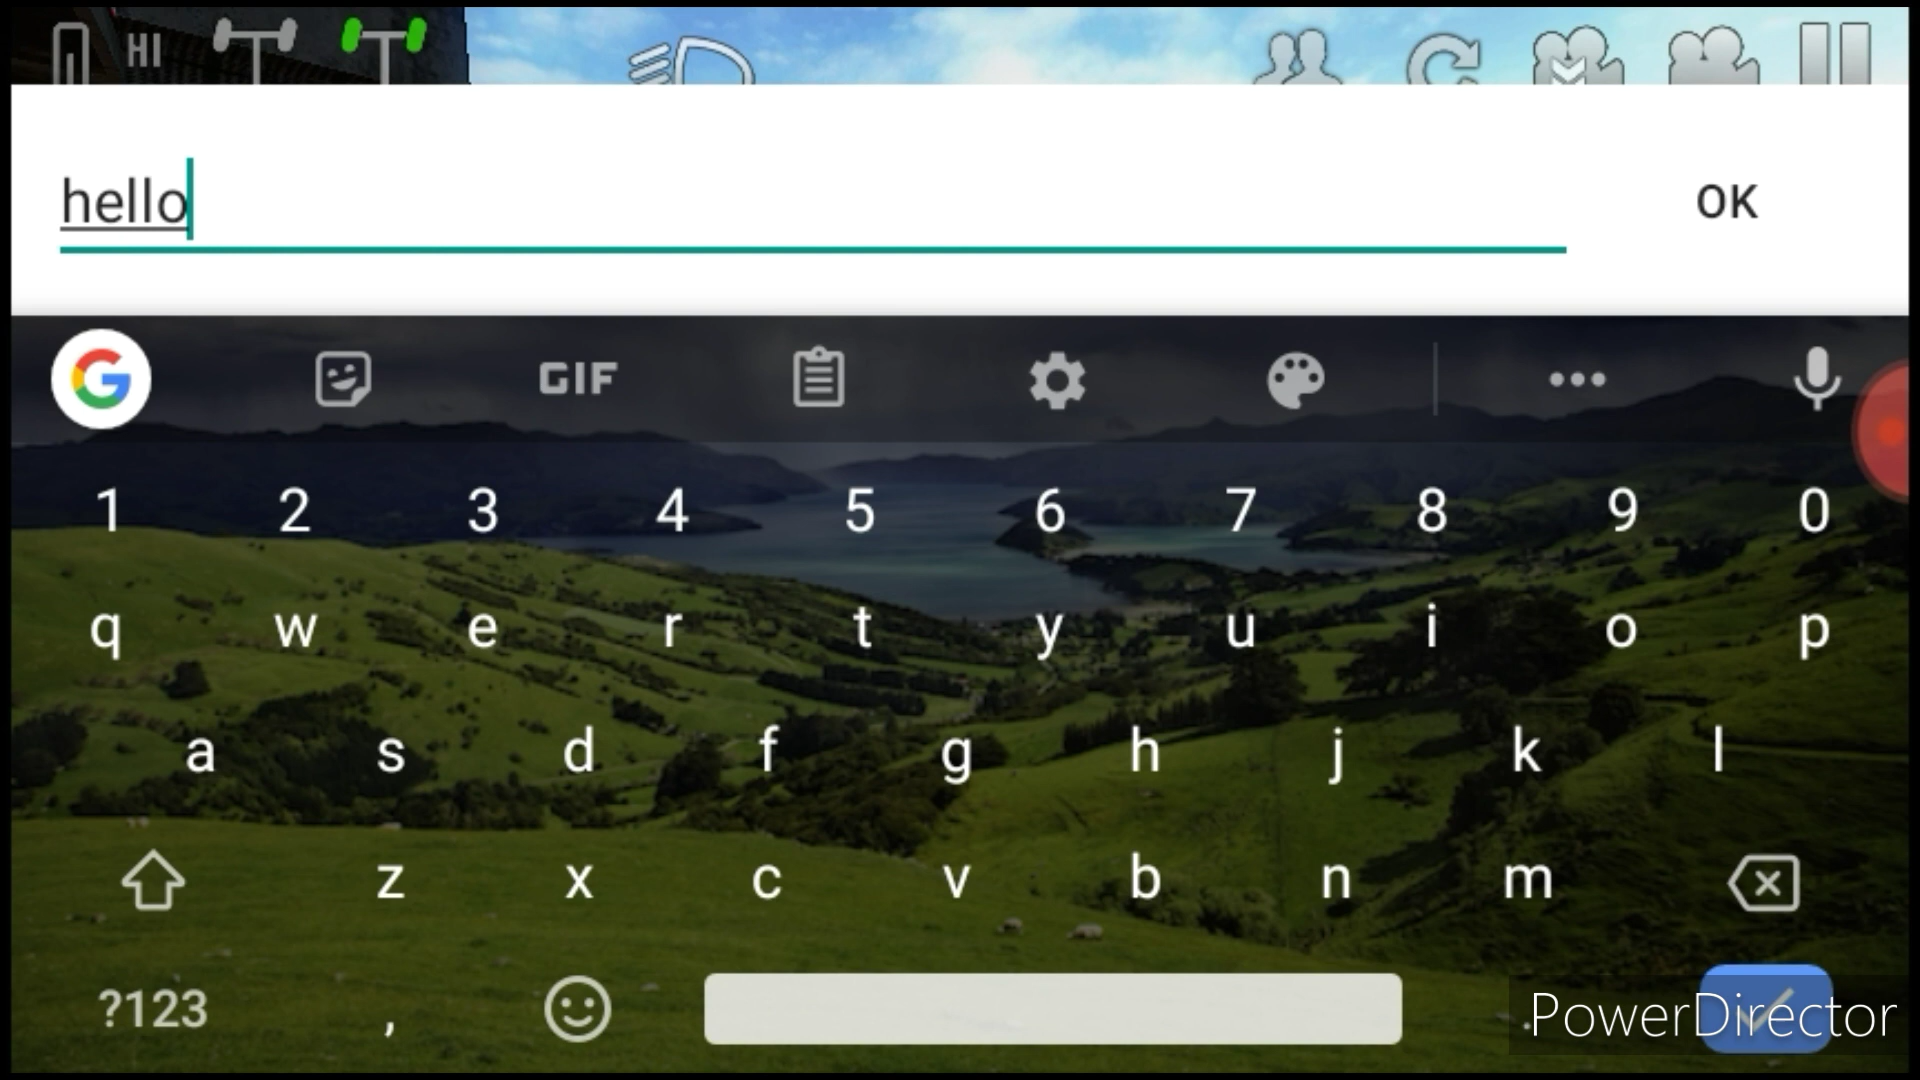 HI
hello
OK
G
GIF
1 2 3 4 5 6 7 8 9 0
q w e r t y u i o p
a s d f g h j k l
z x c v b n m
?123 , .
PowerDirector